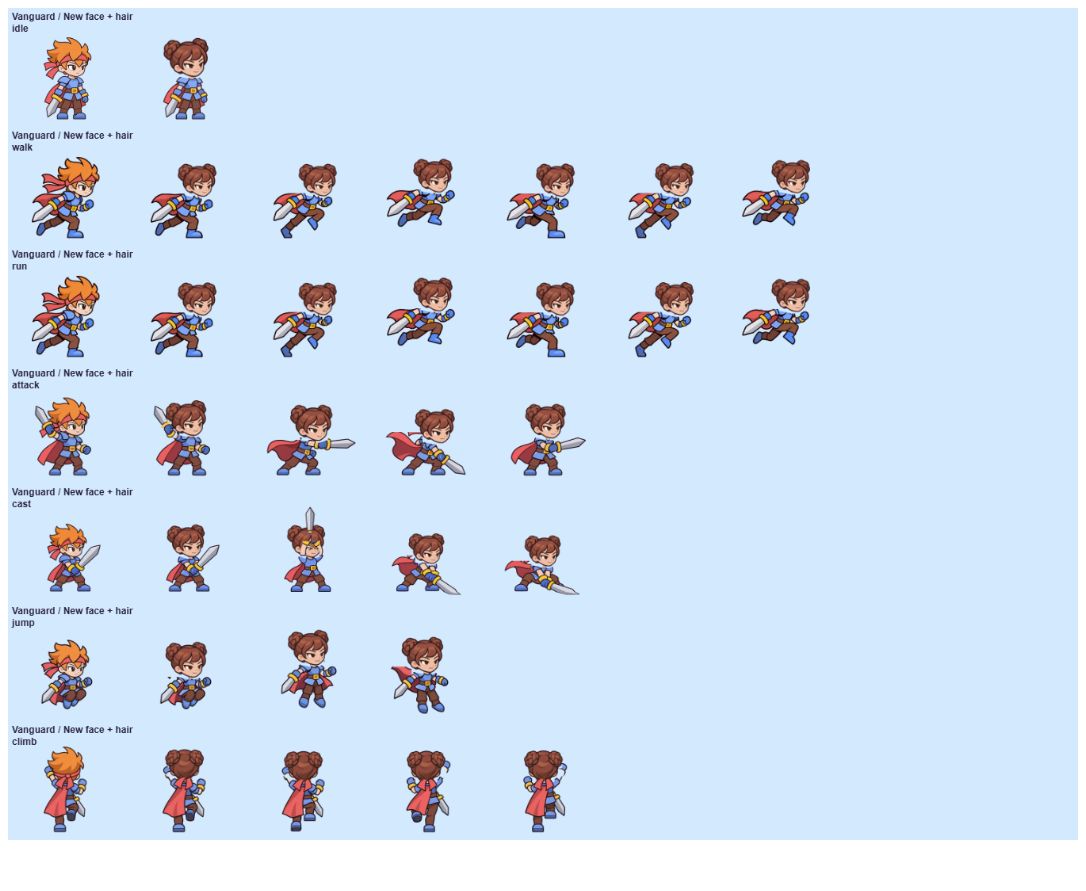 Vanguard / New face + hair
idle
Vanguard / New face + hair
walk
Vanguard / New face + hair
run
Vanguard / New face + hair
attack
Vanguard / New face + hair
cast
Vanguard / New face + hair
jump
Vanguard / New face + hair
climb